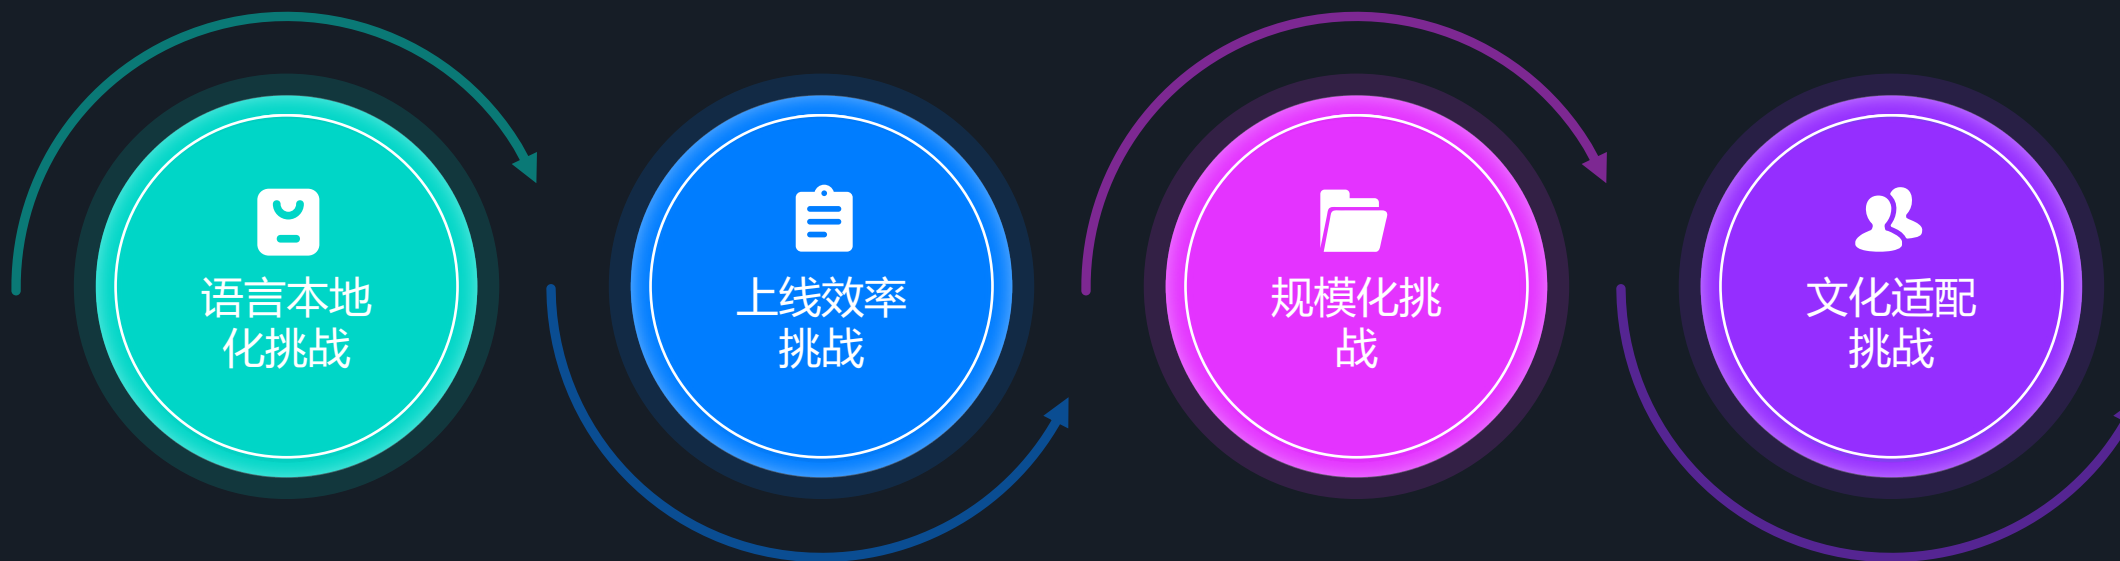 语言本地
化挑战
上线效率
挑战
规模化挑
战
文化适配
挑战